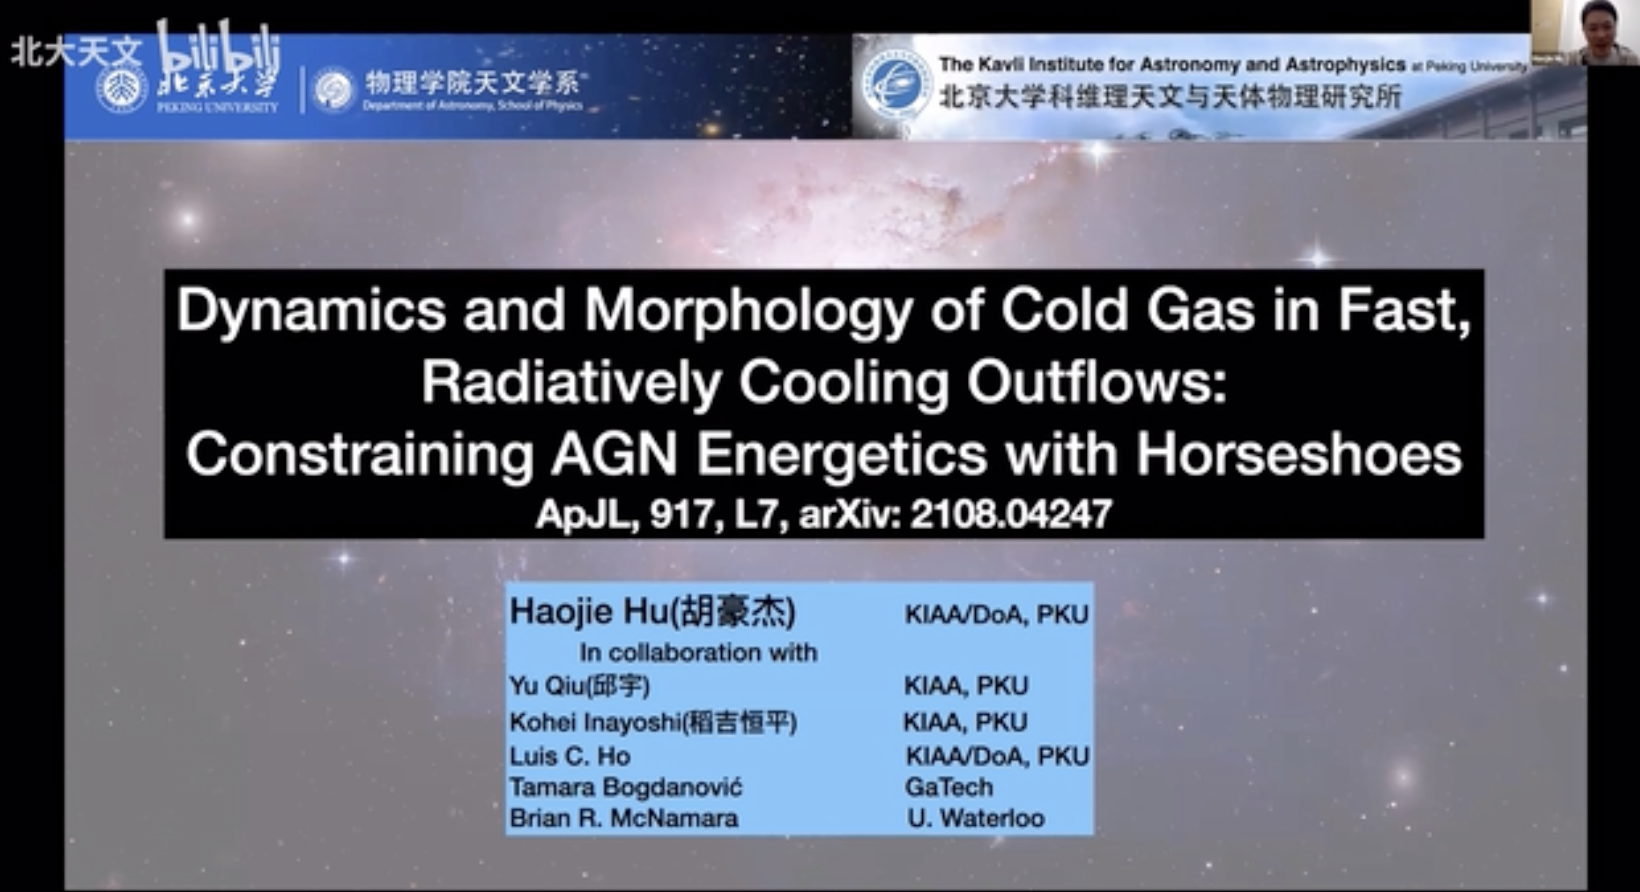 北大天文 bilibili
北京大学
PEKING UNIVERSITY
物理学院天文学系
Department of Astronomy, School of Physics
The Kavli Institute for Astronomy and Astrophysics at Peking University
北京大学科维理天文与天体物理研究所
Dynamics and Morphology of Cold Gas in Fast,
Radiatively Cooling Outflows:
Constraining AGN Energetics with Horseshoes
ApJL, 917, L7, arXiv: 2108.04247
Haojie Hu(胡豪杰) KIAA/DoA, PKU
In collaboration with
Yu Qiu(邱宇) KIAA, PKU
Kohei Inayoshi(稻吉恒平) KIAA, PKU
Luis C. Ho KIAA/DoA, PKU
Tamara Bogdanović GaTech
Brian R. McNamara U. Waterloo